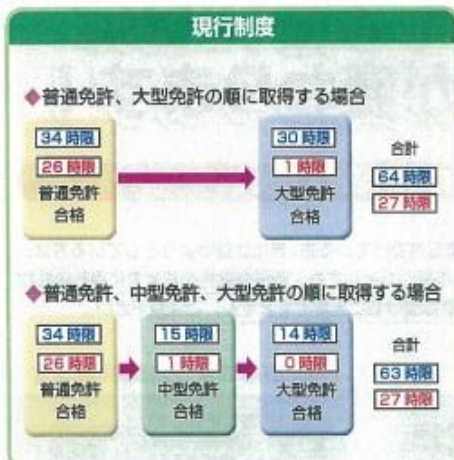 現行制度
◆普通免許、大型免許の順に取得する場合
34時限
26時限
普通免許
合格
30時限
1時限
大型免許
合格
合計
64時限
27時限
◆普通免許、中型免許、大型免許の順に取得する場合
34時限
26時限
普通免許
合格
15時限
1時限
中型免許
合格
14時限
0時限
大型免許
合格
合計
63時限
27時限